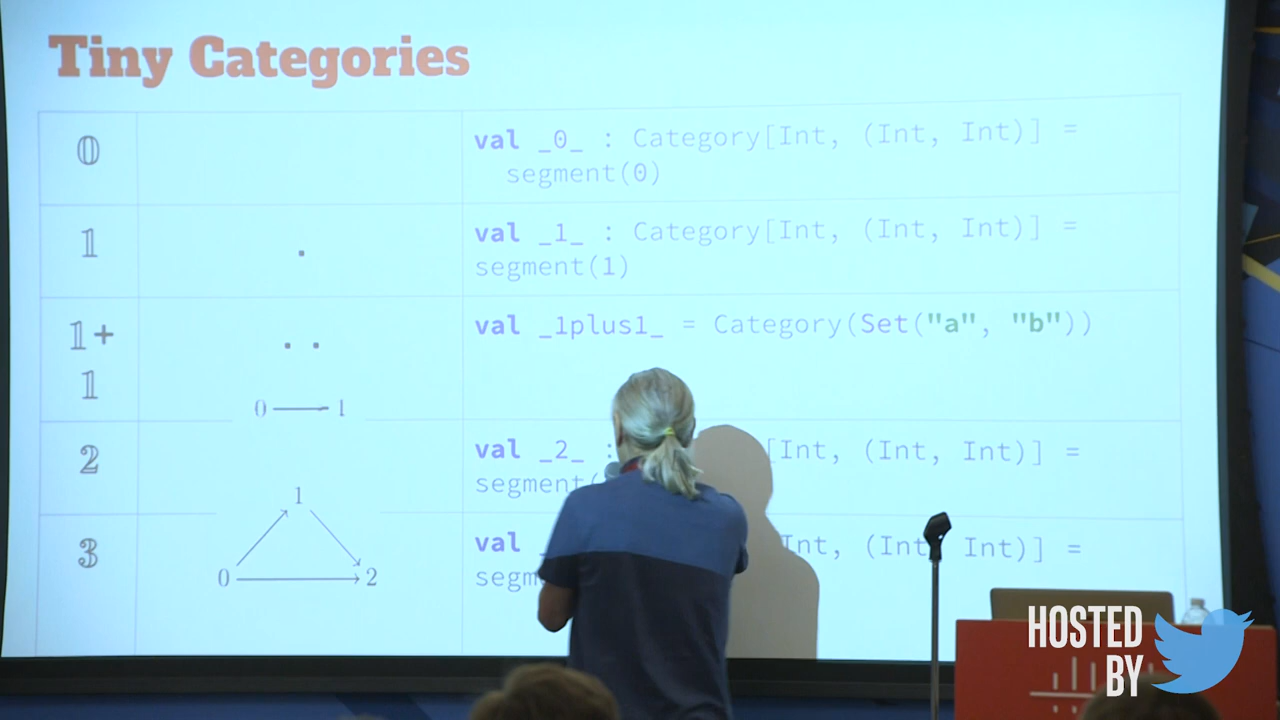 Tiny Categories
𝟘
val _0_ : Category[Int, (Int, Int)] =
segment(0)
𝟙
.
val _1_ : Category[Int, (Int, Int)] =
segment(1)
𝟙+
𝟙
. .
val _1plus1_ = Category(Set("a", "b"))
0 1
𝟚
val _2_ : [Int, (Int, Int)] =
segment(
𝟛
1
0 2
val Int, (Int, Int)] =
segm
HOSTED
BY